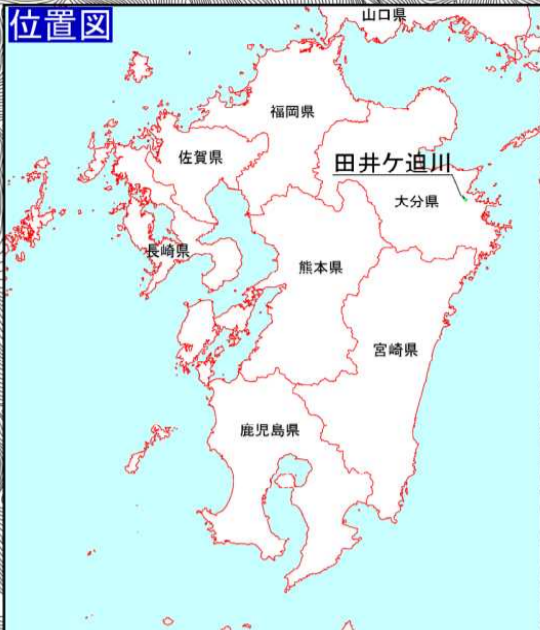 位置図
山口県
福岡県
佐賀県
田井ケ迫川
大分県
長崎県
熊本県
宮崎県
鹿児島県